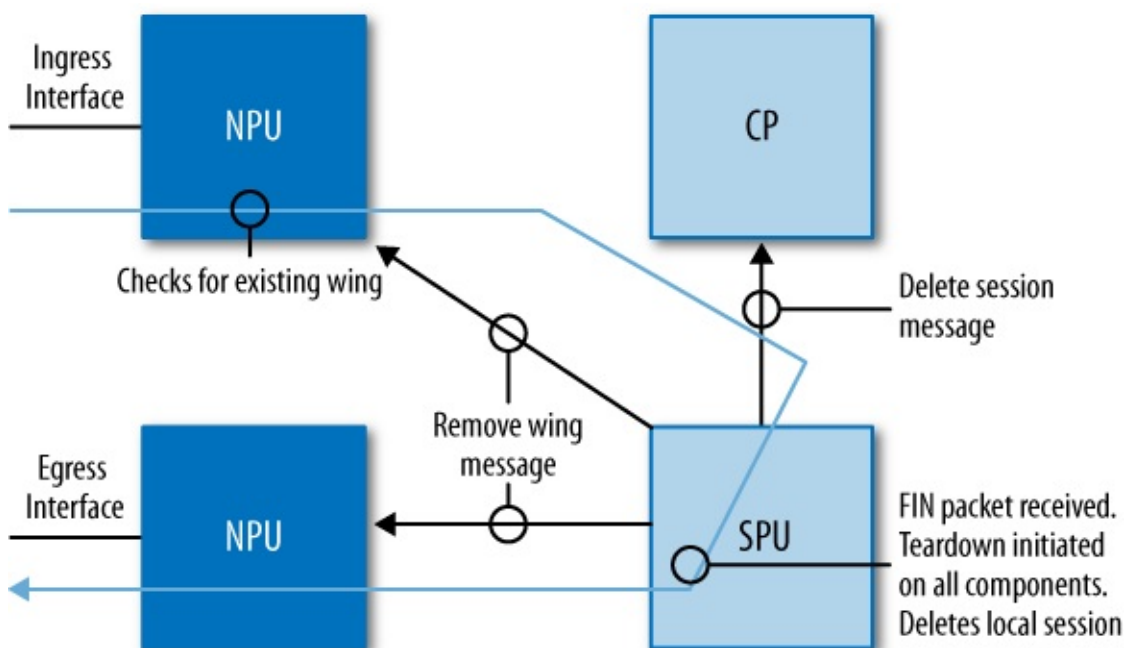 Ingress
Interface
NPU
CP
Checks for existing wing
Delete session
message
Remove wing
message
Egress
Interface
NPU
SPU
FIN packet received.
Teardown initiated
on all components.
Deletes local session